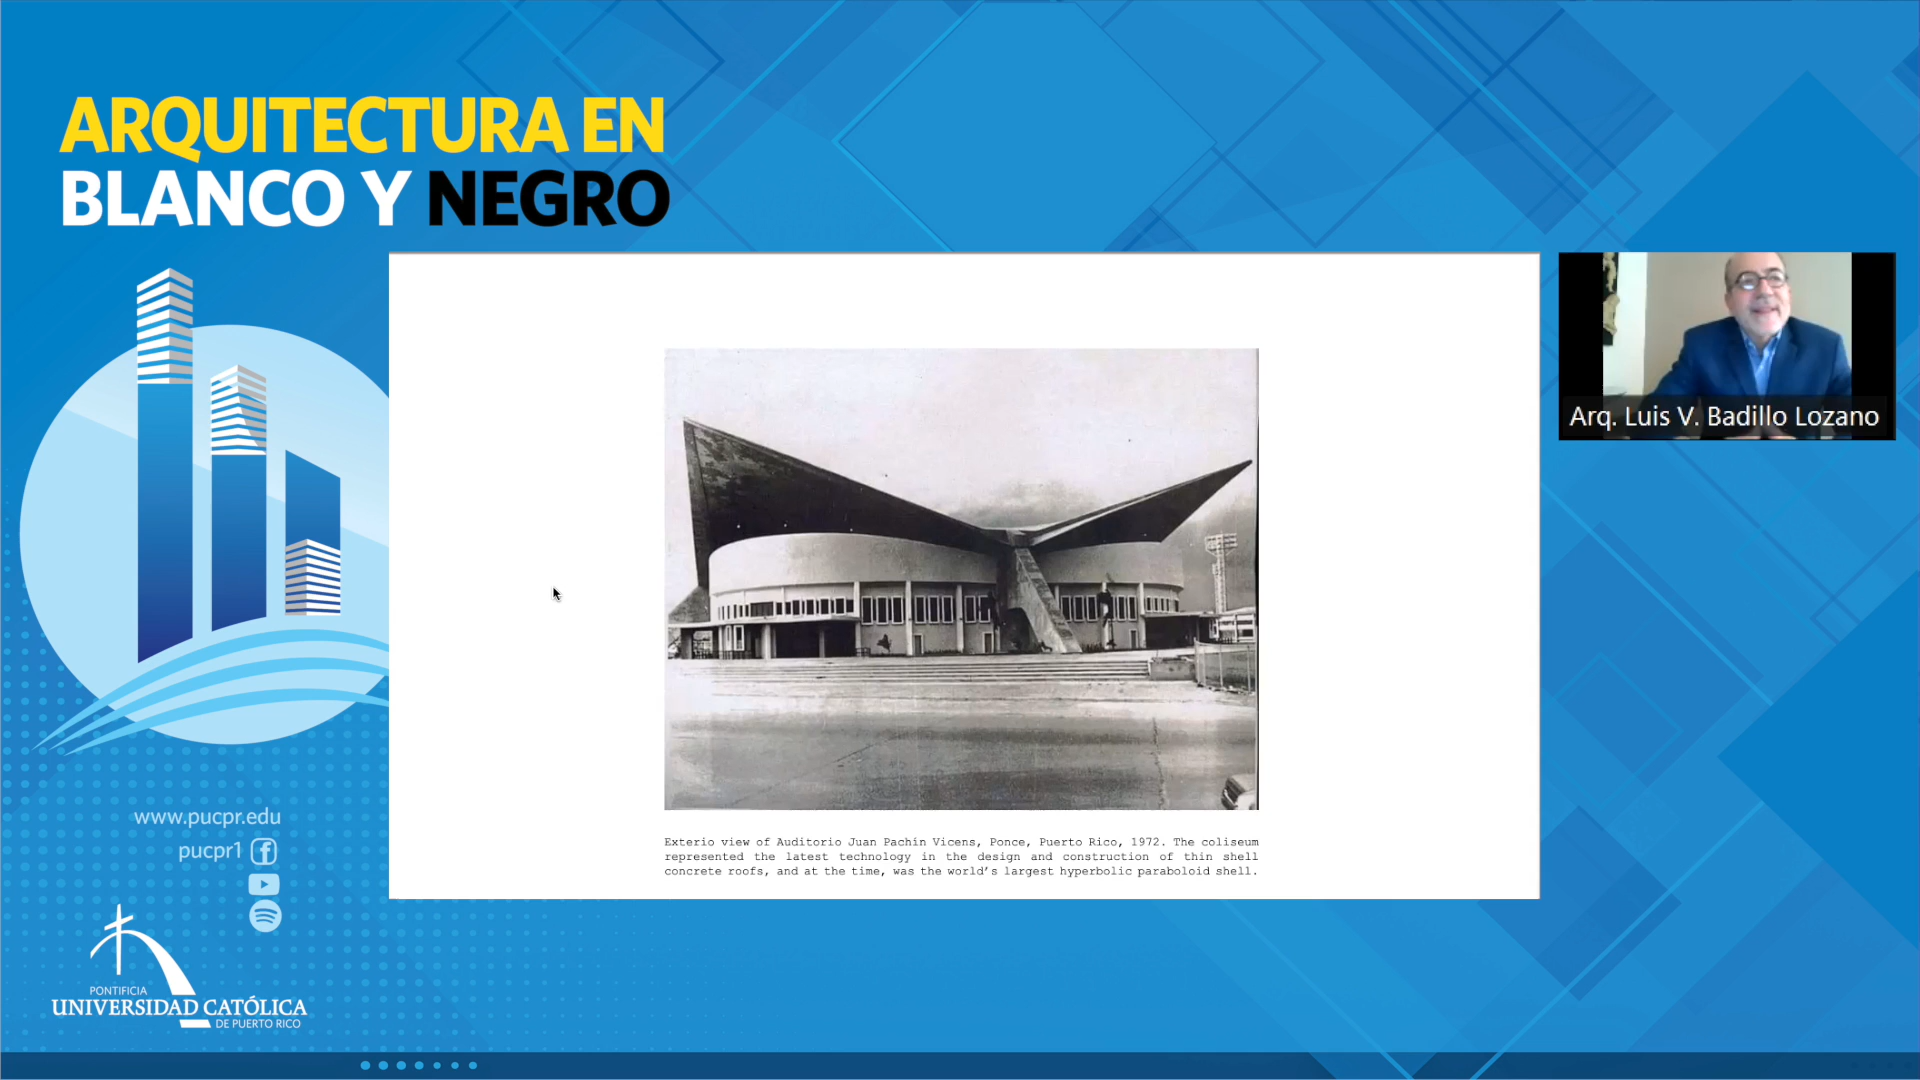 ARQUITECTURA EN
BLANCO Y NEGRO
Arq. Luis V. Badillo Lozano
Exterio view of Auditorio Juan Pachín Vicens, Ponce, Puerto Rico, 1972. The coliseum
represented the latest technology in the design and construction of thin shell
concrete roofs, and at the time, was the world's largest hyperbolic paraboloid shell.
www.pucpr.edu
pucpr1
PONTIFICIA
UNIVERSIDAD CATÓLICA
DE PUERTO RICO